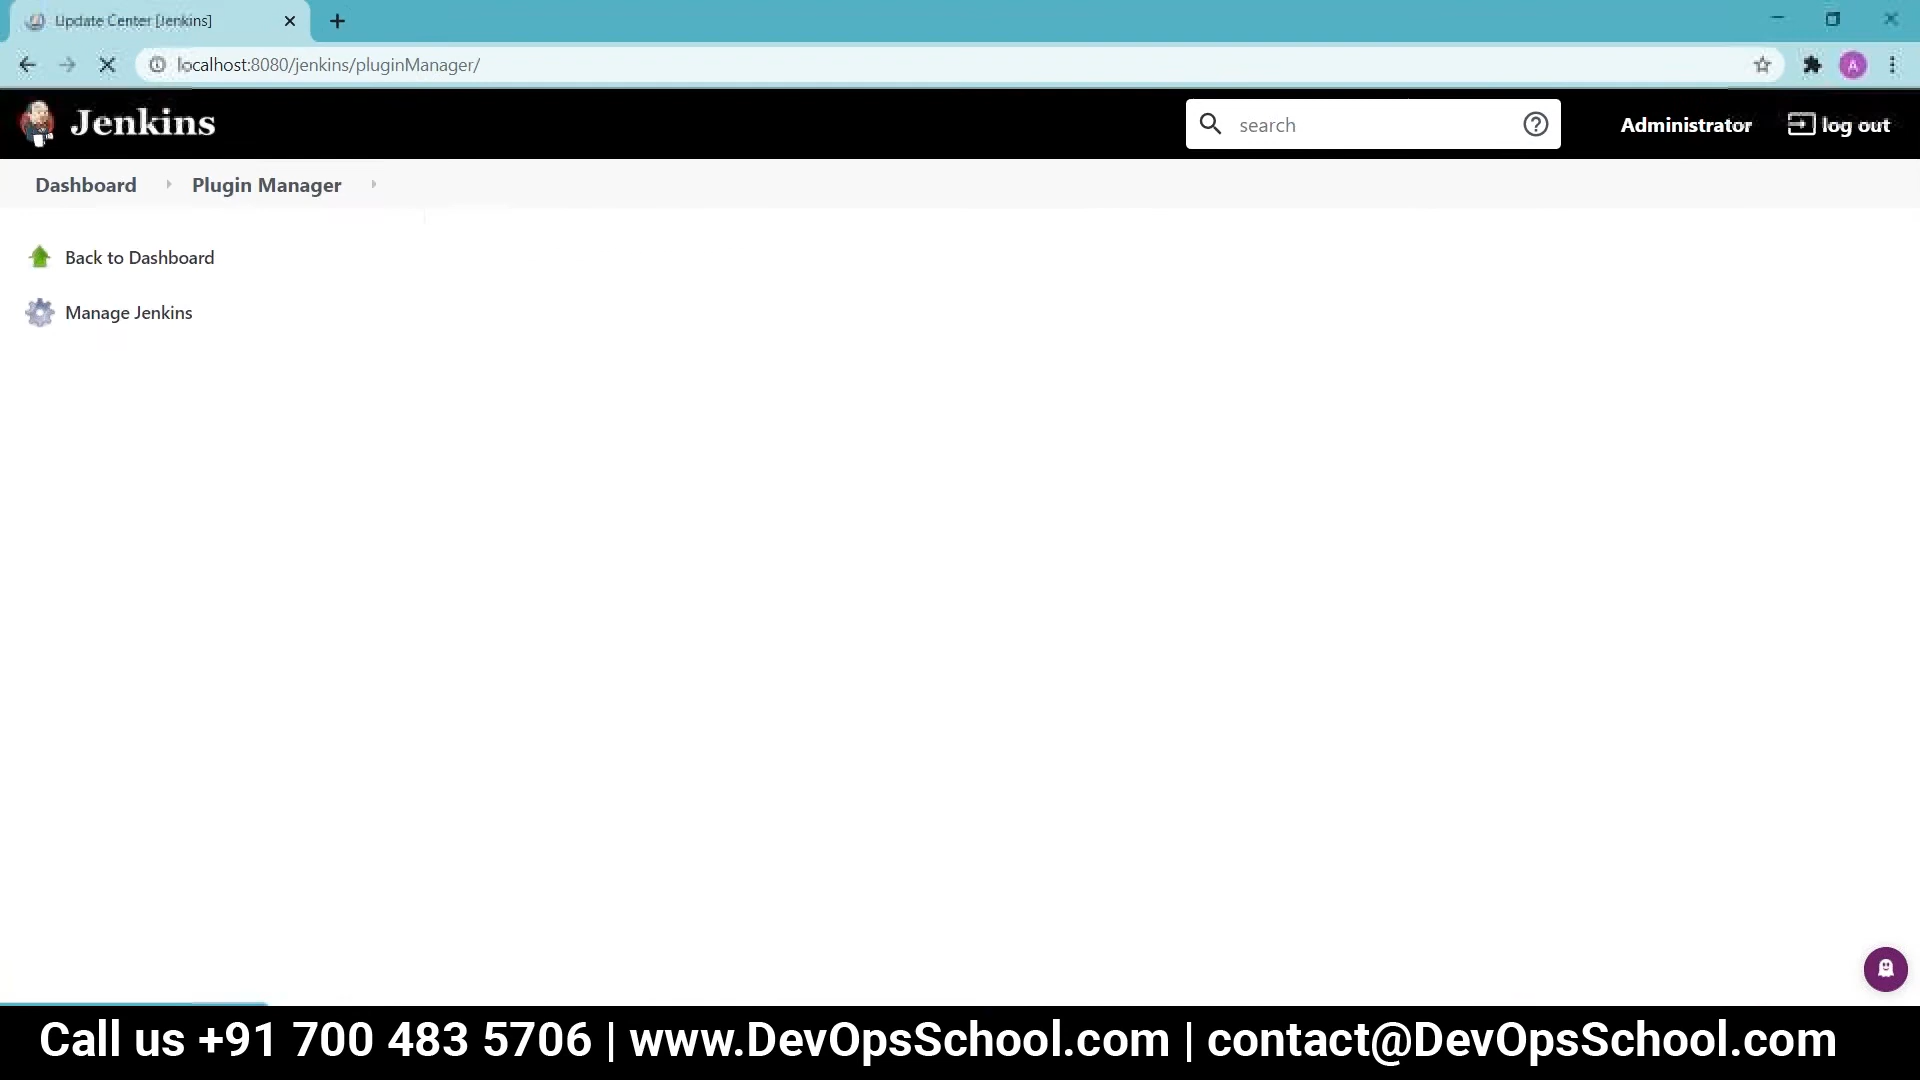 Update Center [Jenkins]
localhost:8080/jenkins/pluginManager/
A
Jenkins
search
Administrator
log out
Dashboard
Plugin Manager
Back to Dashboard
Manage Jenkins
Call us +91 700 483 5706 | www.DevOpsSchool.com | contact@DevOpsSchool.com